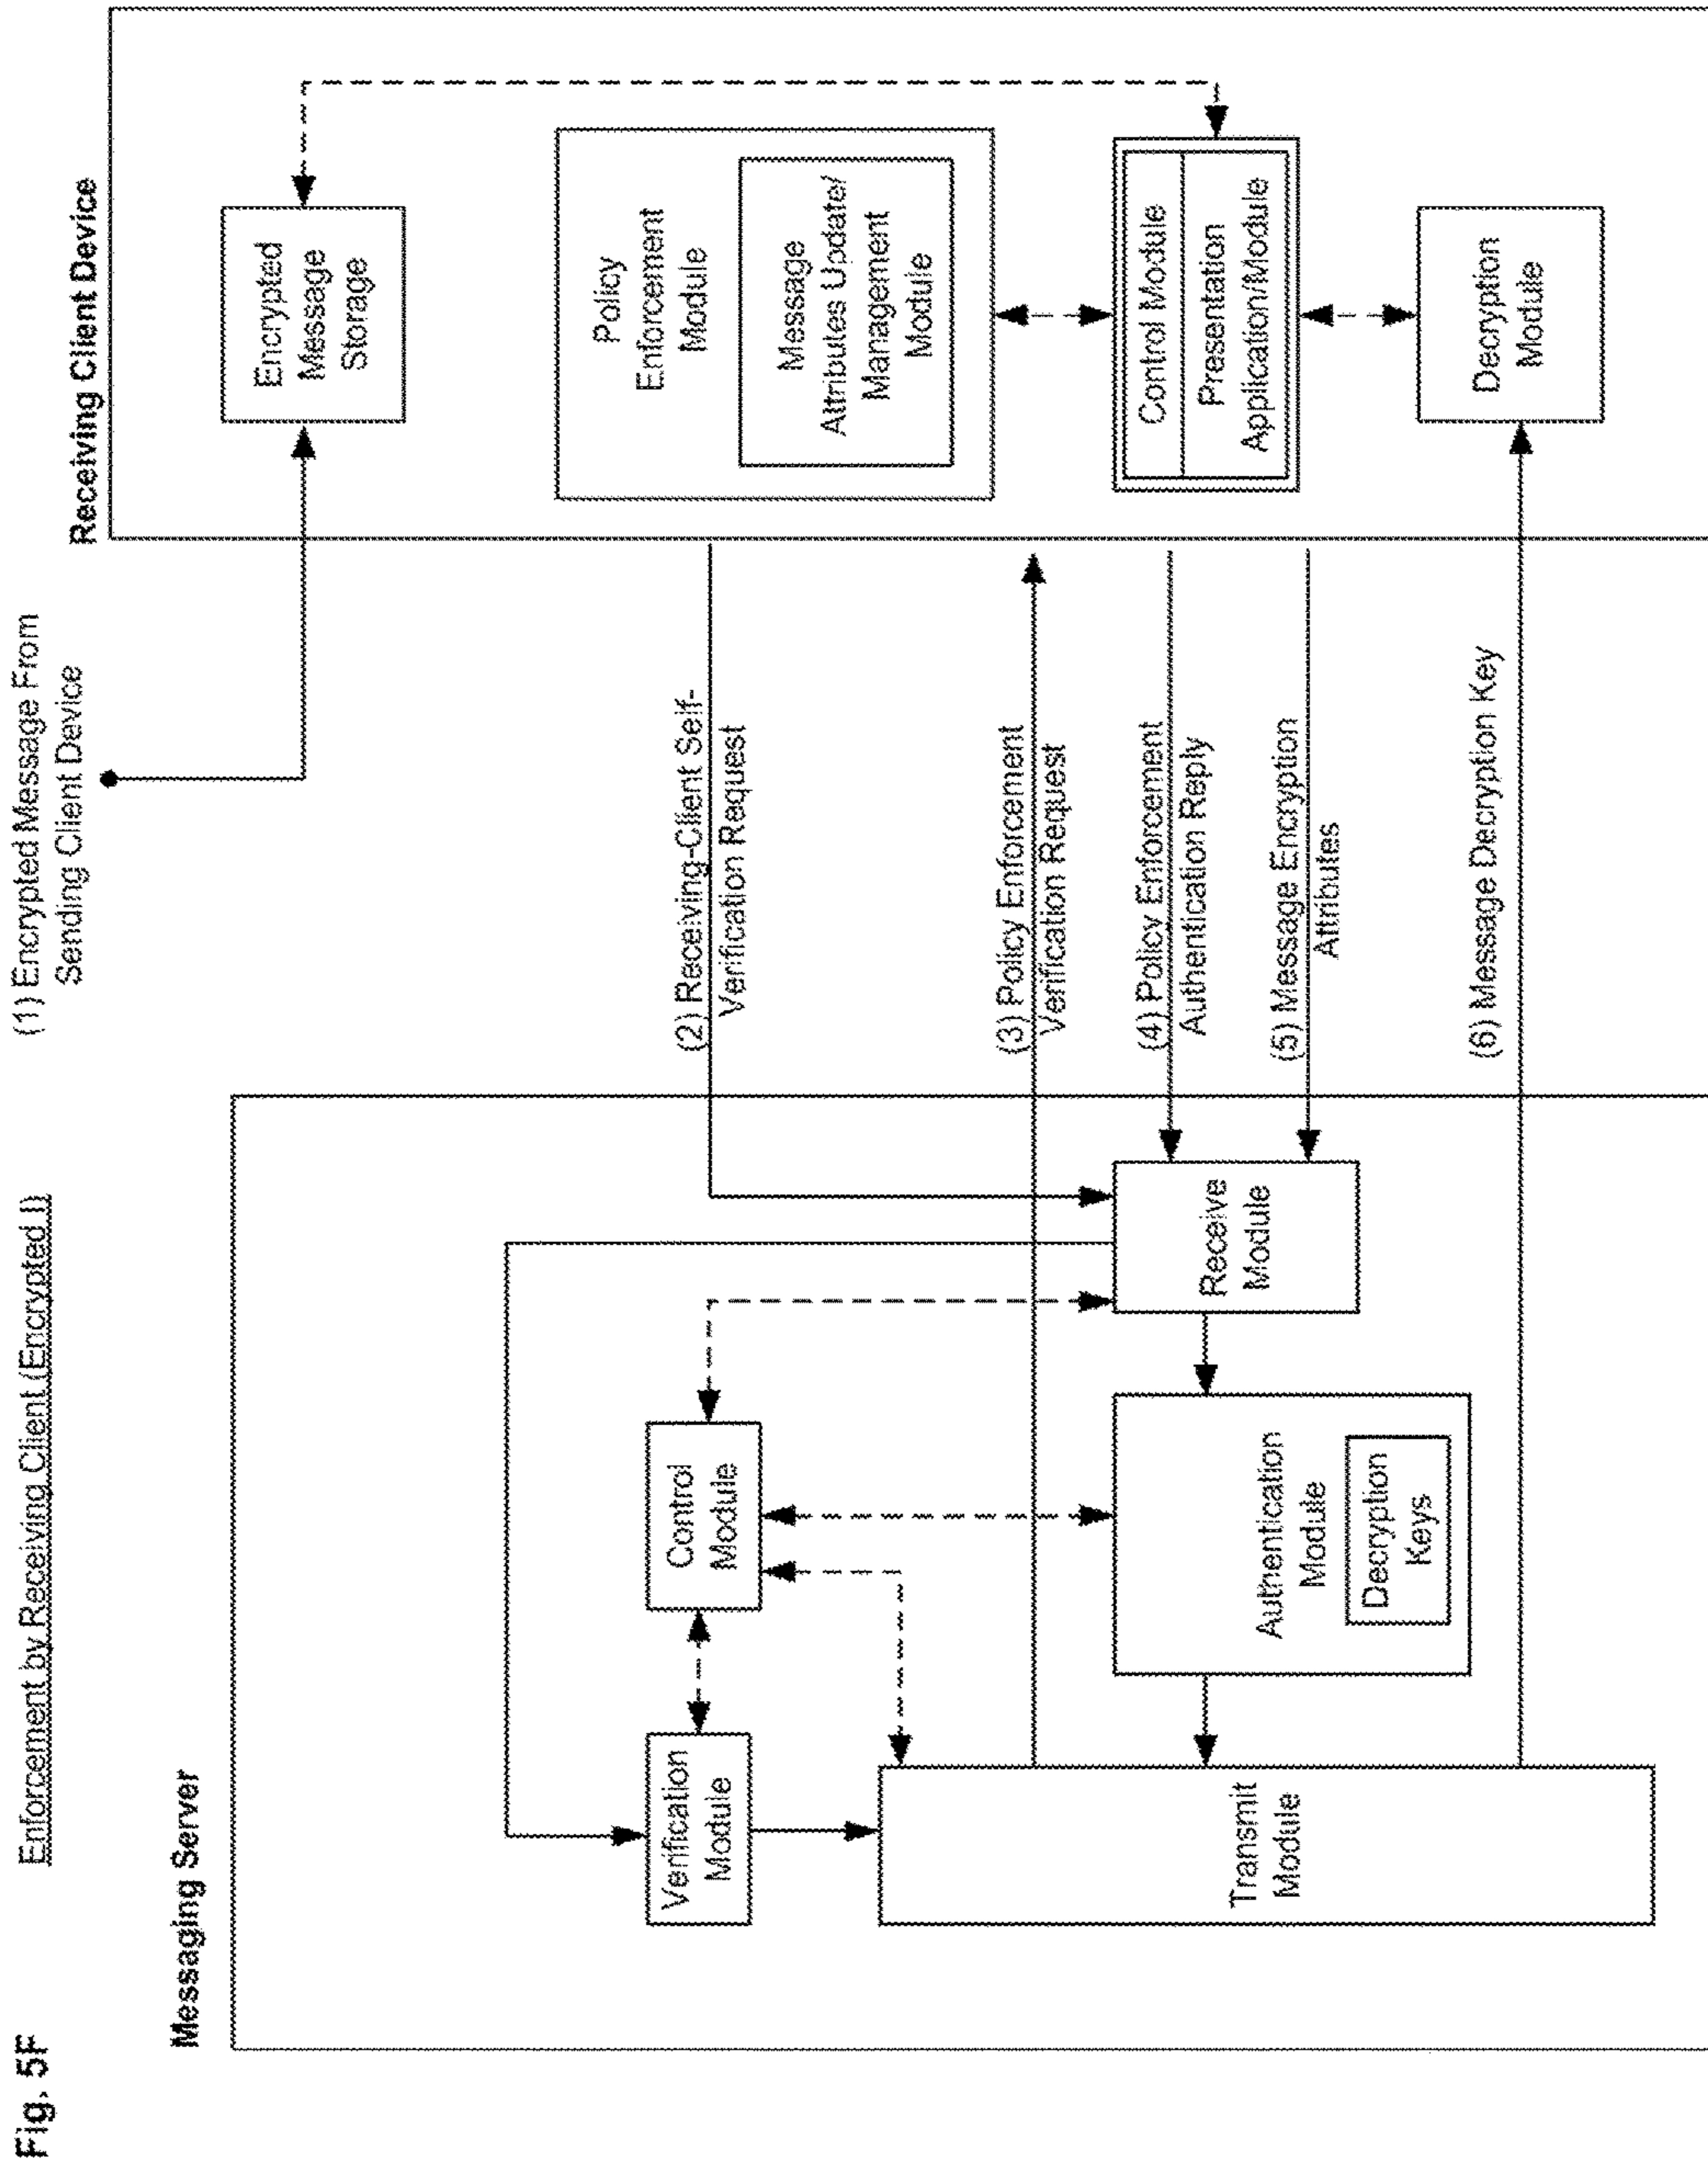 Fig. 5F
Enforcement by Receiving Client (Encrypted I)
(1) Encrypted Message From
Sending Client Device
Messaging Server
Receiving Client Device
Verification
Module
Control
Module
Transmit
Module
Authentication
Module
Decryption
Keys
Receive
Module
(2) Receiving-Client Self-
Verification Request
(3) Policy Enforcement
Verification Request
(4) Policy Enforcement
Authentication Reply
(5) Message Encryption
Attributes
(6) Message Decryption Key
Encrypted
Message
Storage
Policy
Enforcement
Module
Message
Attributes Update/
Management
Module
Control Module
Presentation
Application/Module
Decryption
Module